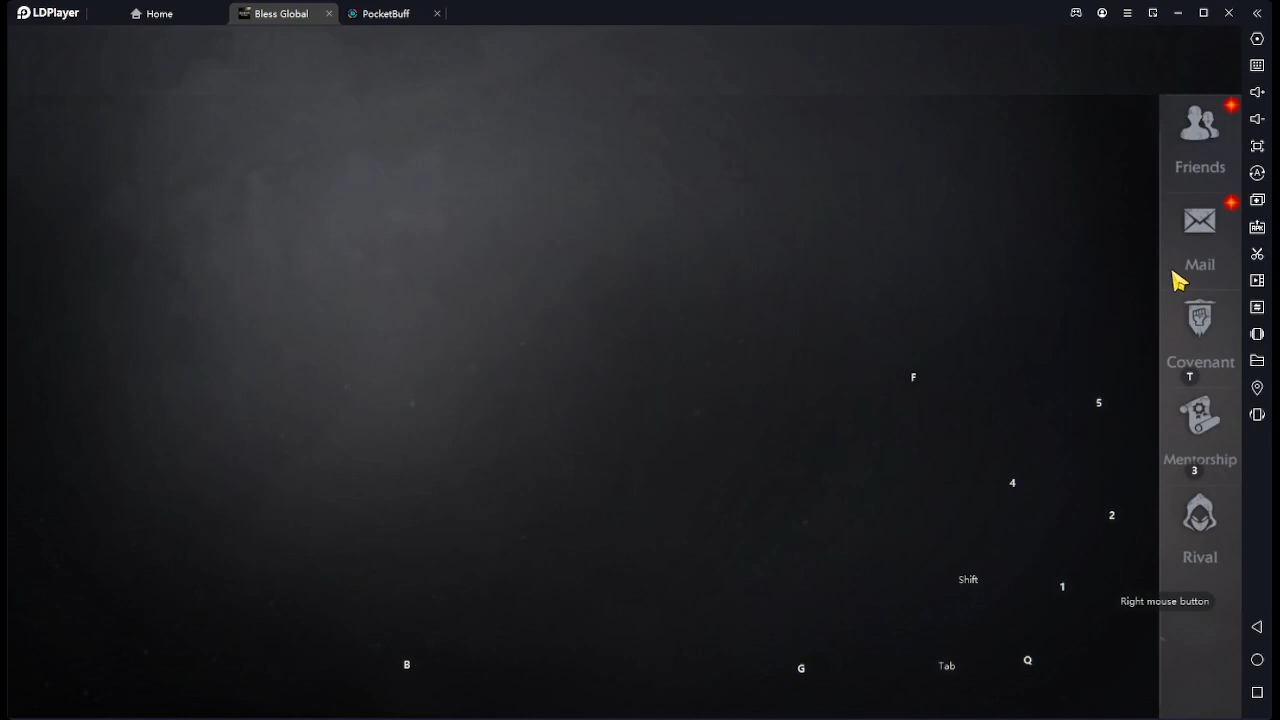 LDPlayer
Home
Bless Global
PocketBuff
Friends
Mail
Covenant
T
F
5
Mentorship
3
4
2
Rival
Shift
1
Right mouse button
B
G
Tab
Q
APK
A